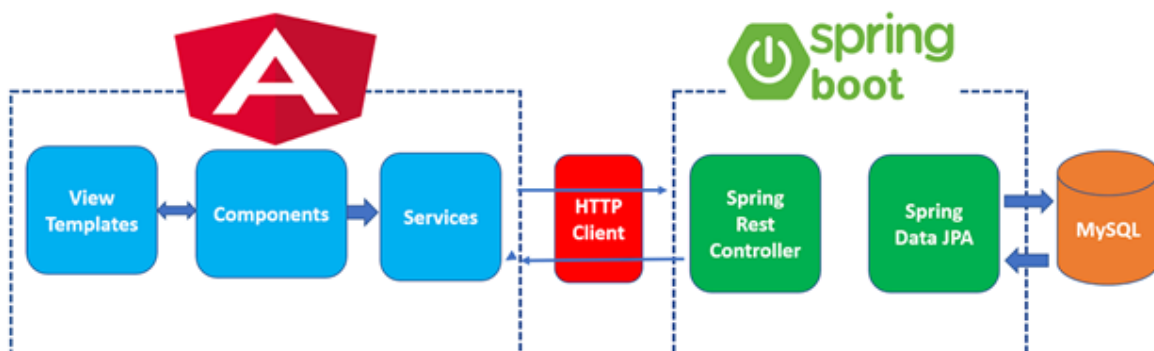 A
spring
boot
View
Templates
Components
Services
HTTP
Client
Spring
Rest
Controller
Spring
Data JPA
MySQL